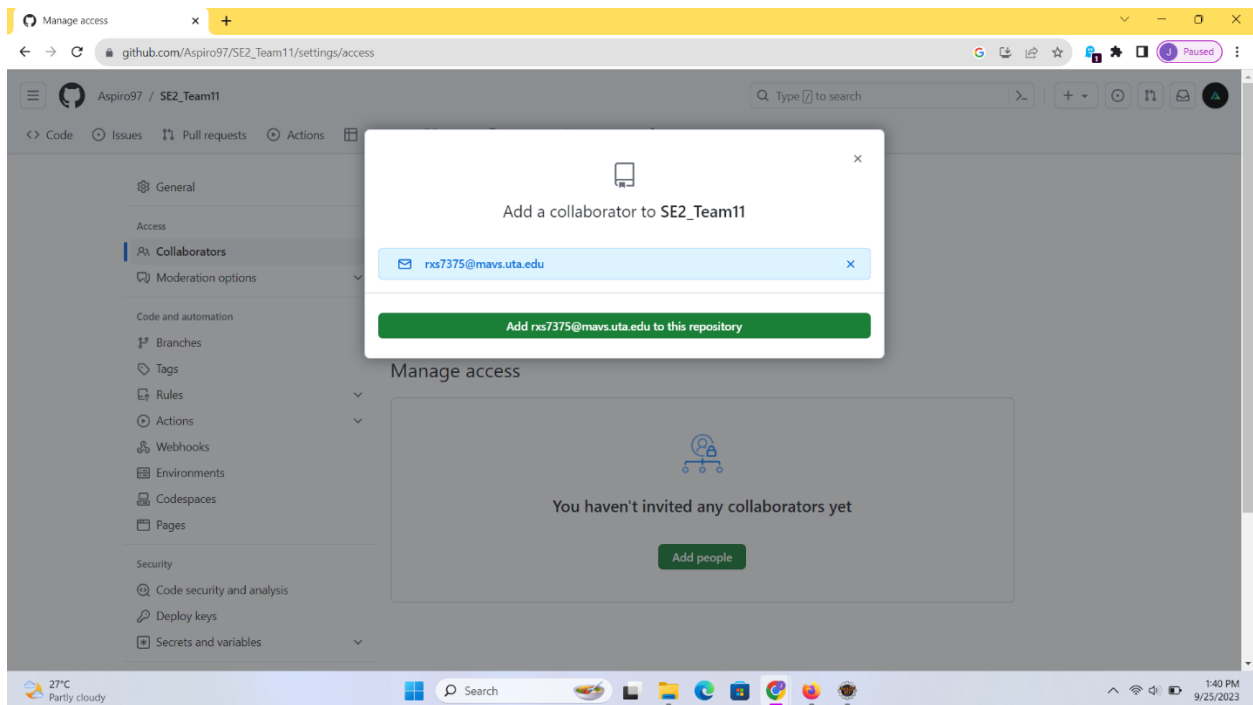 Manage access
github.com/Aspiro97/SE2_Team11/settings/access
Paused
Aspiro97 / SE2_Team11
Type / to search
Code Issues Pull requests Actions
Add a collaborator to SE2_Team11
rxs7375@mavs.uta.edu
Add rxs7375@mavs.uta.edu to this repository
General
Access
Collaborators
Moderation options
Code and automation
Branches
Tags
Rules
Actions
Webhooks
Environments
Codespaces
Pages
Security
Code security and analysis
Deploy keys
Secrets and variables
Manage access
You haven't invited any collaborators yet
Add people
27°C
Partly cloudy
Search
1:40 PM
9/25/2023